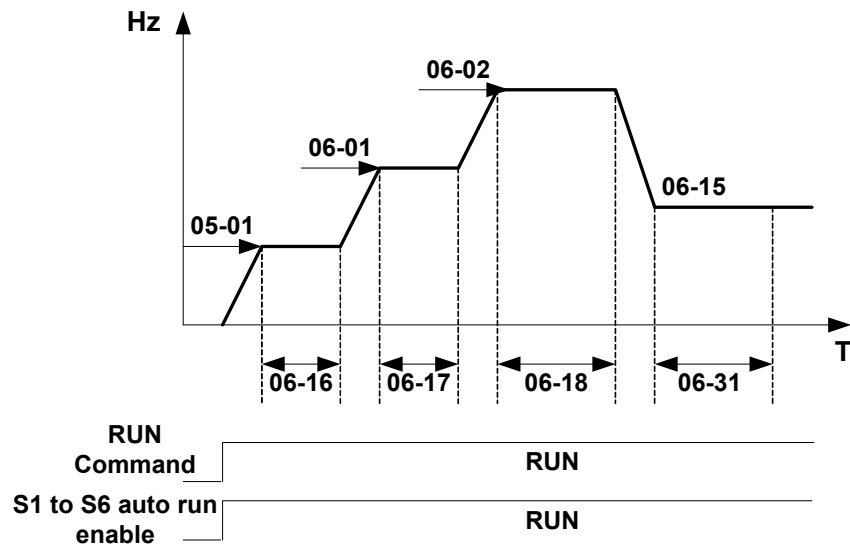 Hz
06-02
06-01
06-15
05-01
T
06-16 06-17 06-18 06-31
RUN
Command
RUN
S1 to S6 auto run
enable
RUN